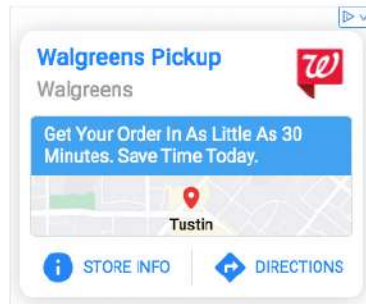 Walgreens Pickup
Walgreens
Get Your Order In As Little As 30
Minutes. Save Time Today.
Tustin
STORE INFO
DIRECTIONS